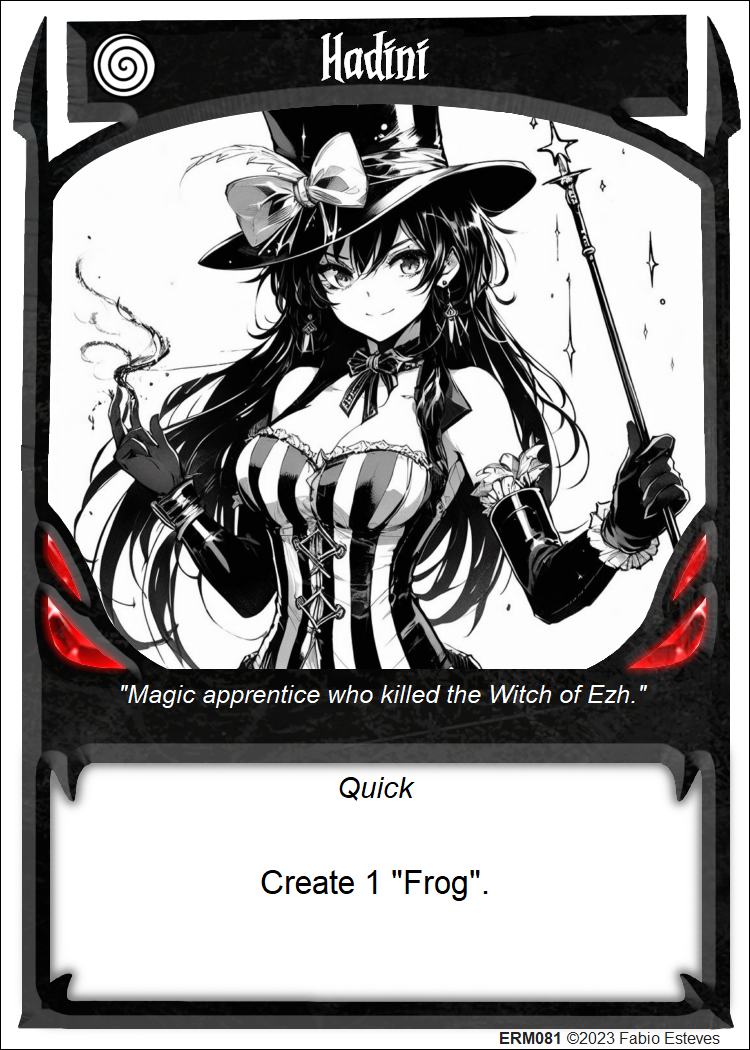 Hadini
"Magic apprentice who killed the Witch of Ezh."
Quick
Create 1 "Frog".
ERM081 ©2023 Fabio Esteves